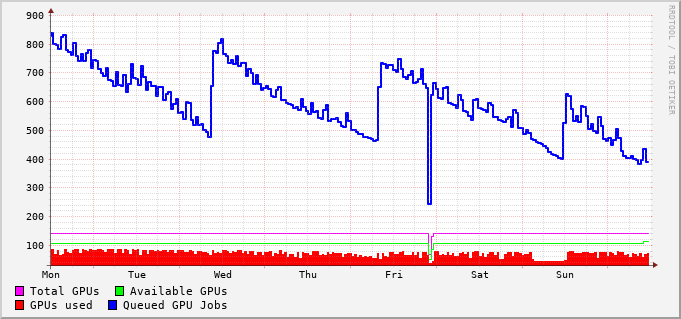 900
800
700
600
500
400
300
200
100
Mon Tue Wed Thu Fri Sat Sun
Total GPUs Available GPUs
GPUs used Queued GPU Jobs
RRDTOOL / TOBI OETIKER